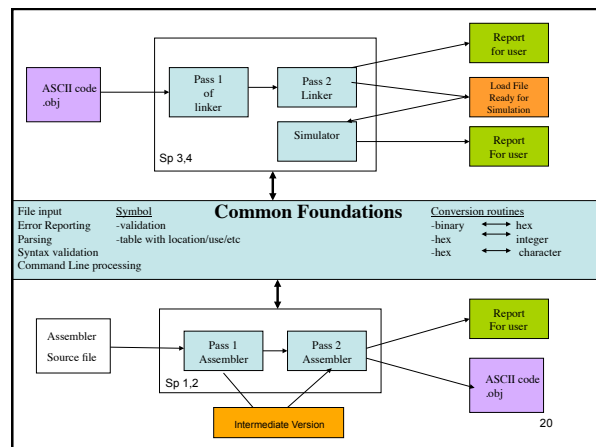 Report
for user
ASCII code
.obj
Pass 1
of
linker
Pass 2
Linker
Load File
Ready for
Simulation
Simulator
Report
For user
Sp 3,4
Common Foundations
File input
Error Reporting
Parsing
Syntax validation
Command Line processing
Symbol
-validation
-table with location/use/etc
Conversion routines
-binary hex
-hex integer
-hex character
Assembler
Source file
Pass 1
Assembler
Pass 2
Assembler
Sp 1,2
Intermediate Version
Report
For user
ASCII code
.obj
20